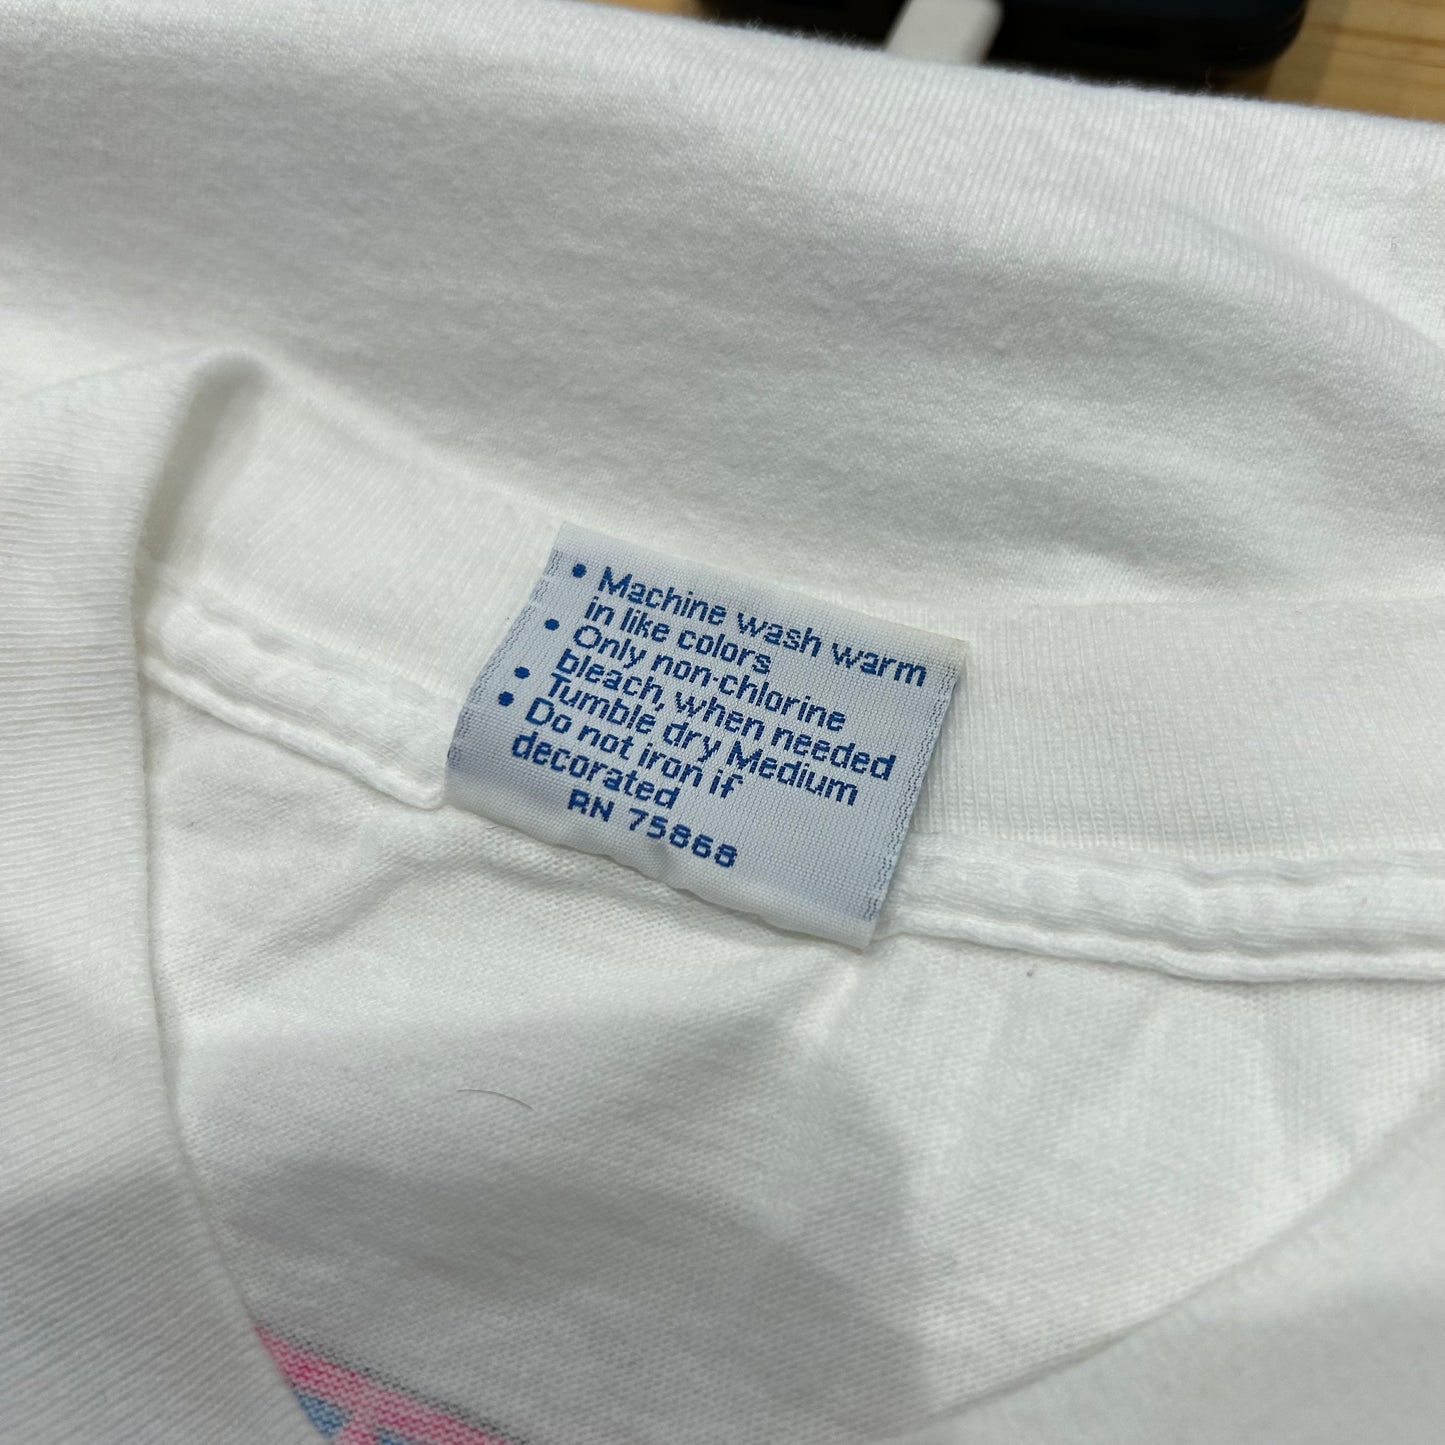 • Machine wash warm
in like colors
• Only non-chlorine
bleach, when needed
• Tumble dry Medium
• Do not iron if
decorated
RN 75868